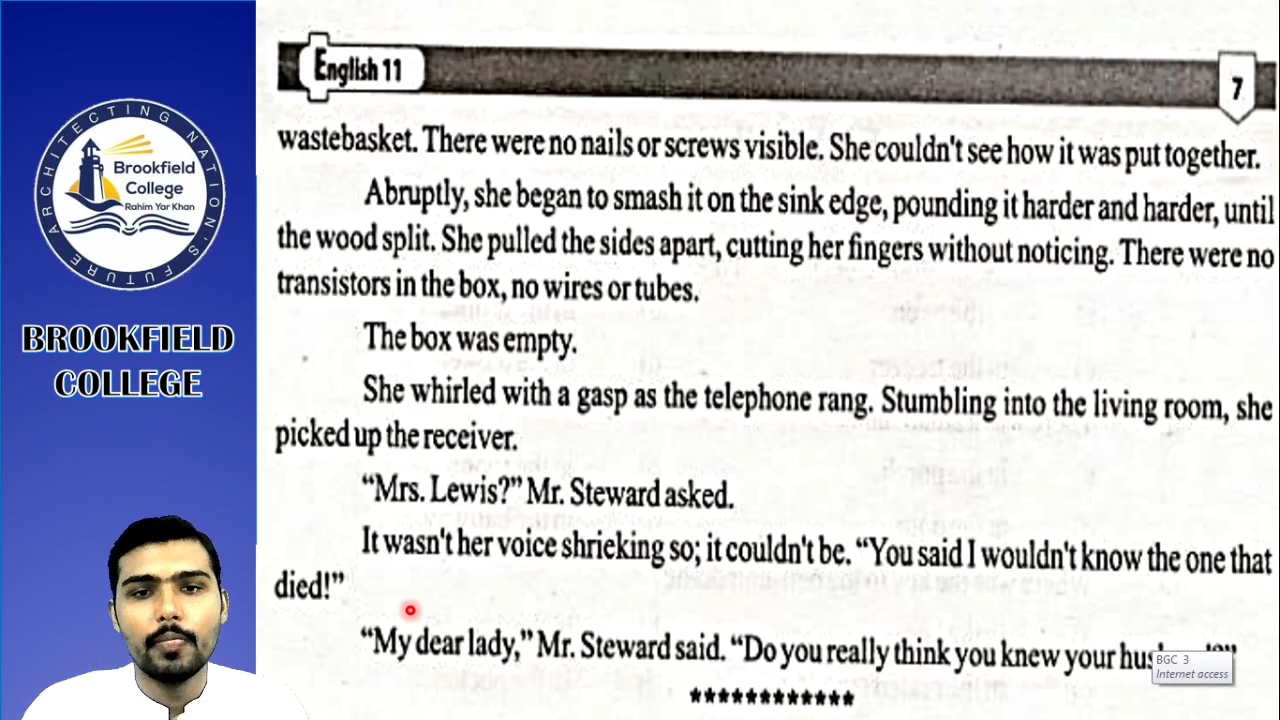 ARCHITECTING NATION'S FUTURE
Brookfield
College
Rahim Yar Khan
BROOKFIELD
COLLEGE
English 11
7
wastebasket. There were no nails or screws visible. She couldn't see how it was put together.
Abruptly, she began to smash it on the sink edge, pounding it harder and harder, until
the wood split. She pulled the sides apart, cutting her fingers without noticing. There were no
transistors in the box, no wires or tubes.
The box was empty.
She whirled with a gasp as the telephone rang. Stumbling into the living room, she
picked up the receiver.
“Mrs. Lewis?” Mr. Steward asked.
It wasn't her voice shrieking so; it couldn't be. “You said I wouldn't know the one that
died!”
“My dear lady,” Mr. Steward said. “Do you really think you knew your
************
BGC 3
Internet access